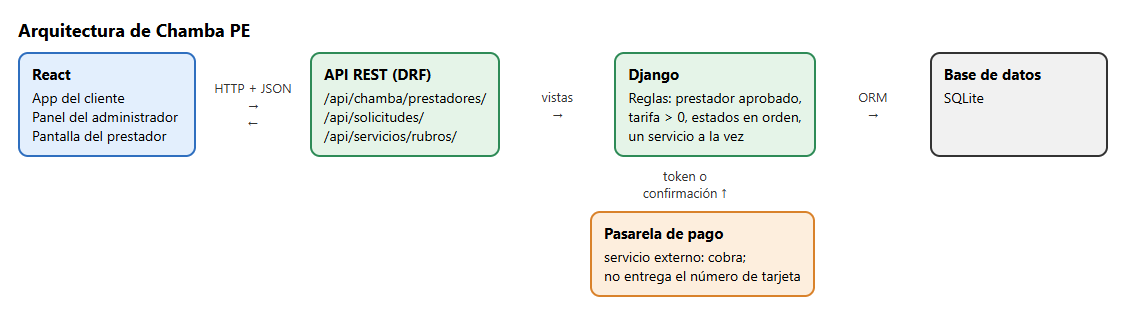 Arquitectura de Chamba PE
React
App del cliente
Panel del administrador
Pantalla del prestador
HTTP + JSON
→
←
API REST (DRF)
/api/chamba/prestadores/
/api/solicitudes/
/api/servicios/rubros/
vistas
→
Django
Reglas: prestador aprobado,
tarifa > 0, estados en orden,
un servicio a la vez
ORM
→
Base de datos
SQLite
token o
confirmación ↑
Pasarela de pago
servicio externo: cobra;
no entrega el número de tarjeta